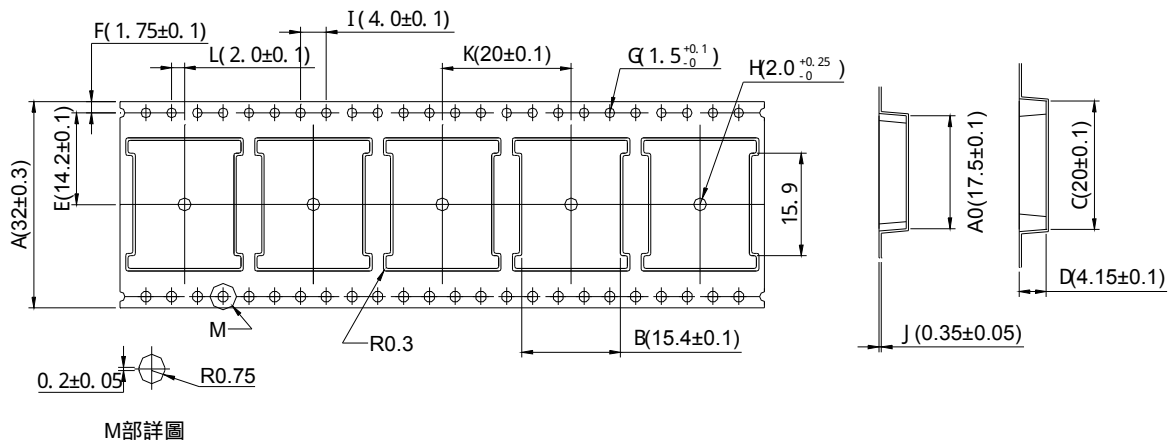 I(4.0±0.1)
F(1.75±0.1)
L(2.0±0.1)
K(20±0.1)
G(1.5 +0.1 -0)
H(2.0 +0.25 -0)
A(32±0.3)
E(14.2±0.1)
15.9
A0(17.5±0.1)
C(20±0.1)
D(4.15±0.1)
M
R0.3
B(15.4±0.1)
J(0.35±0.05)
0.2±0.05
R0.75
M部詳圖